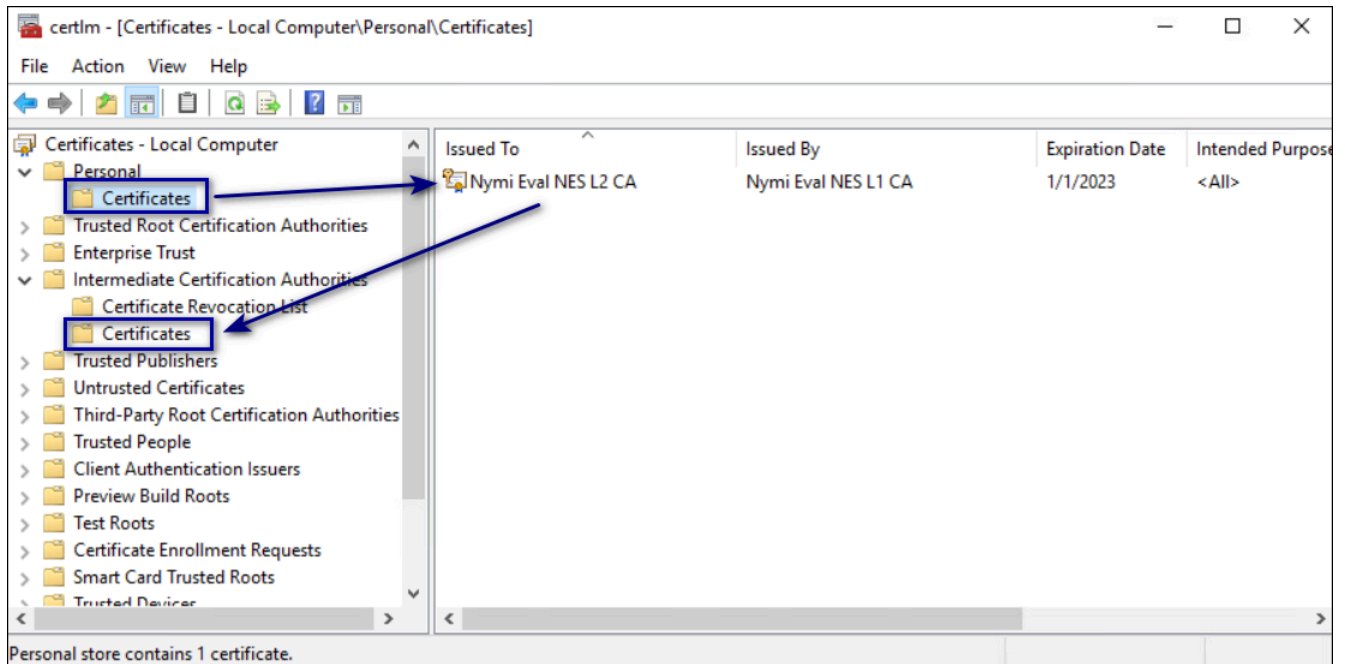 certlm - [Certificates - Local Computer\Personal\Certificates]
File Action View Help
Certificates - Local Computer
Personal
Certificates
Trusted Root Certification Authorities
Enterprise Trust
Intermediate Certification Authorities
Certificate Revocation List
Certificates
Trusted Publishers
Untrusted Certificates
Third-Party Root Certification Authorities
Trusted People
Client Authentication Issuers
Preview Build Roots
Test Roots
Certificate Enrollment Requests
Smart Card Trusted Roots
Trusted Devices
Issued To Issued By Expiration Date Intended Purpose
Nymi Eval NES L2 CA Nymi Eval NES L1 CA 1/1/2023 <All>
Personal store contains 1 certificate.